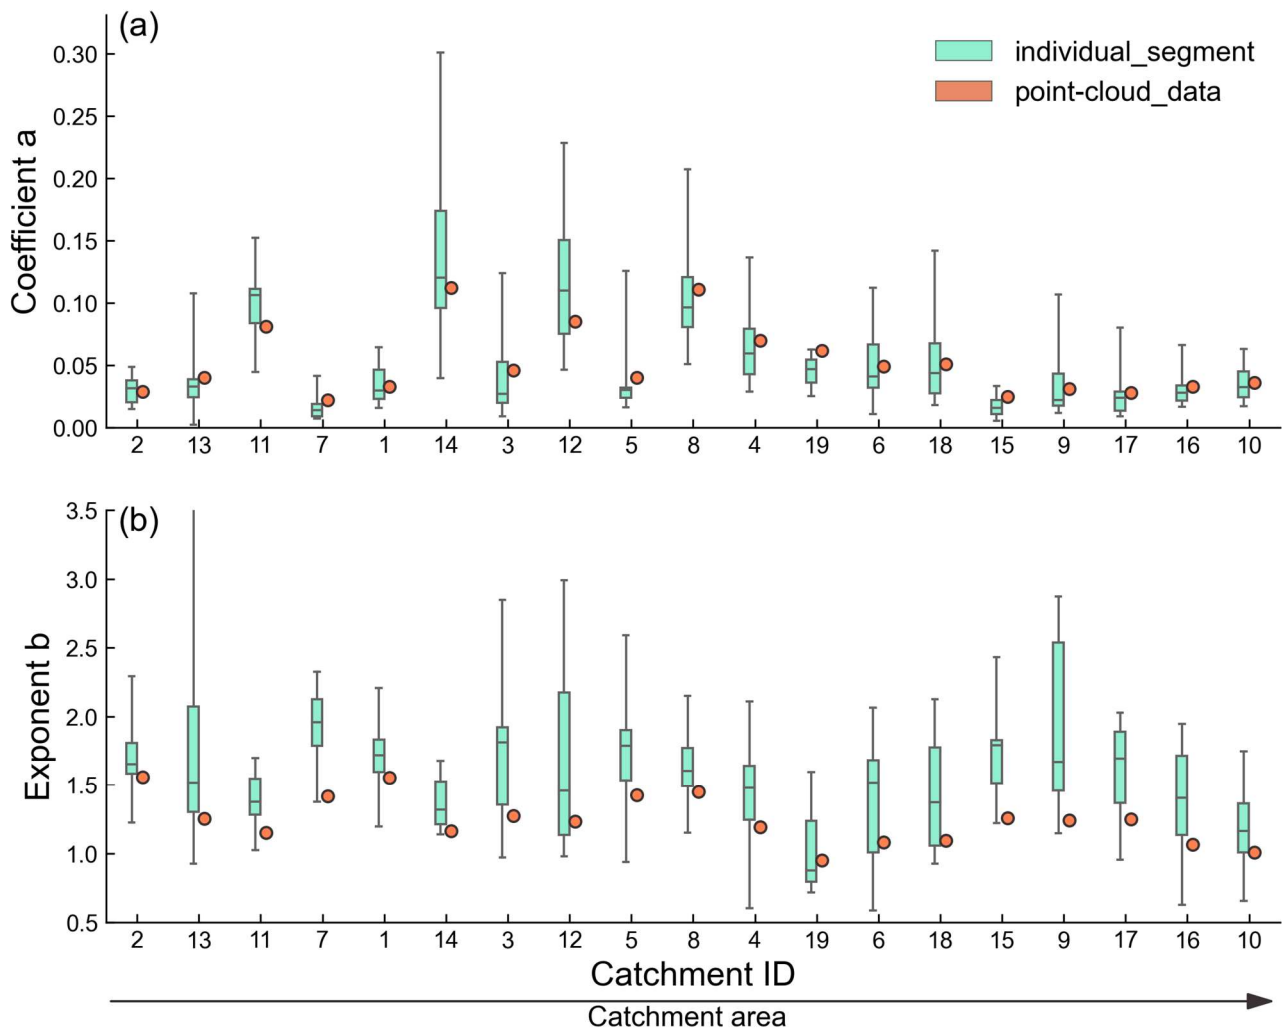 (a)
individual_segment
point-cloud_data
Coefficient a
0.30
0.25
0.20
0.15
0.10
0.05
0.00
2 13 11 7 1 14 3 12 5 8 4 19 6 18 15 9 17 16 10
(b)
Exponent b
3.5
3.0
2.5
2.0
1.5
1.0
0.5
2 13 11 7 1 14 3 12 5 8 4 19 6 18 15 9 17 16 10
Catchment ID
Catchment area